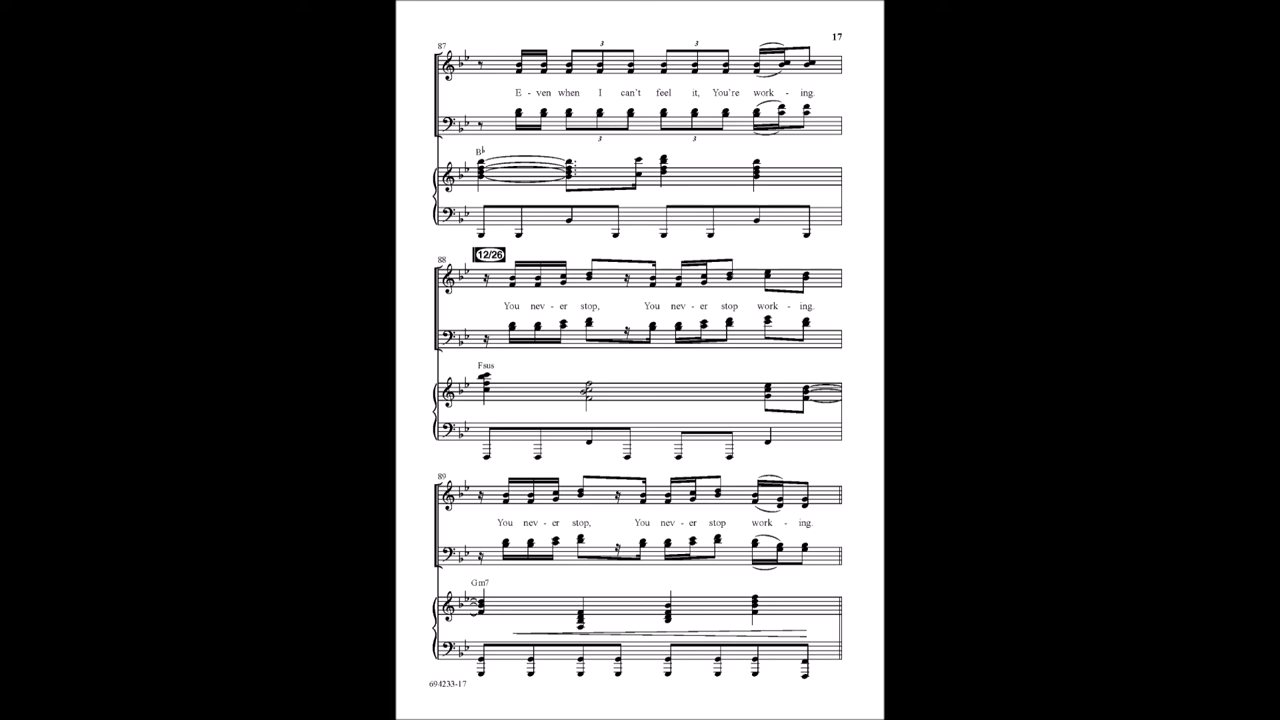 17
87
3 3
E - ven when I can't feel it, You're work - ing.
3 3
B♭
12/26
88
You nev - er stop, You nev - er stop work - ing.
Fsus
89
You nev - er stop, You nev - er stop work - ing.
Gm7
694233-17